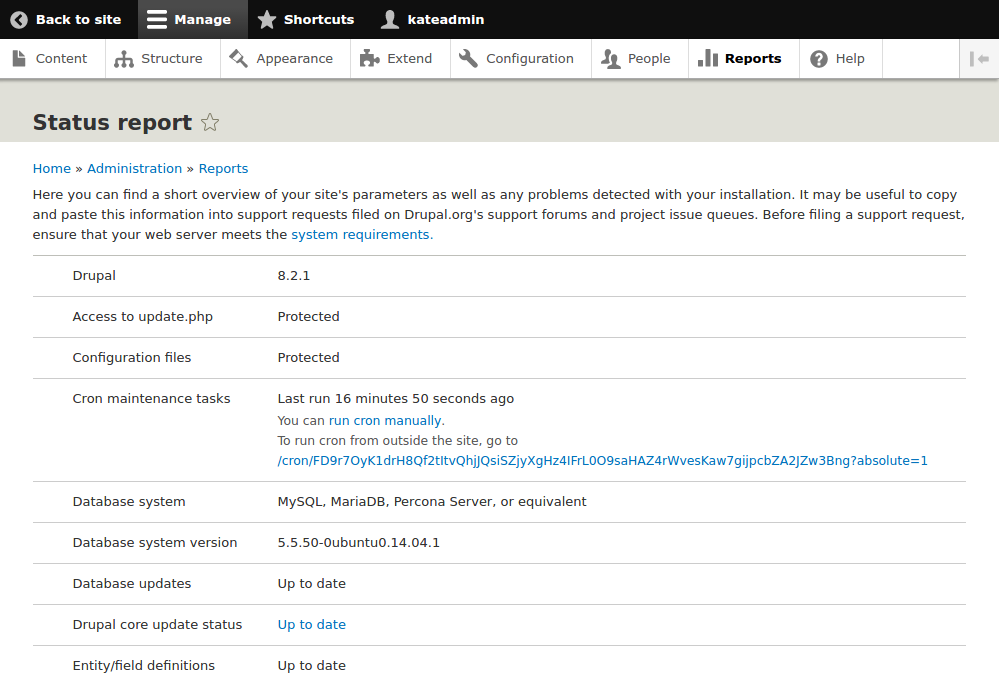 Back to site Manage Shortcuts kateadmin
Content Structure Appearance Extend Configuration People Reports Help
Status report
Home » Administration » Reports
Here you can find a short overview of your site's parameters as well as any problems detected with your installation. It may be useful to copy
and paste this information into support requests filed on Drupal.org's support forums and project issue queues. Before filing a support request,
ensure that your web server meets the system requirements.
Drupal 8.2.1
Access to update.php Protected
Configuration files Protected
Cron maintenance tasks Last run 16 minutes 50 seconds ago
You can run cron manually.
To run cron from outside the site, go to
/cron/FD9r7OyK1drH8Qf2tItvQhjJQsiSZjyXgHz4IFrL0O9saHAZ4rWvesKaw7gijpcbZA2JZw3Bng?absolute=1
Database system MySQL, MariaDB, Percona Server, or equivalent
Database system version 5.5.50-0ubuntu0.14.04.1
Database updates Up to date
Drupal core update status Up to date
Entity/field definitions Up to date